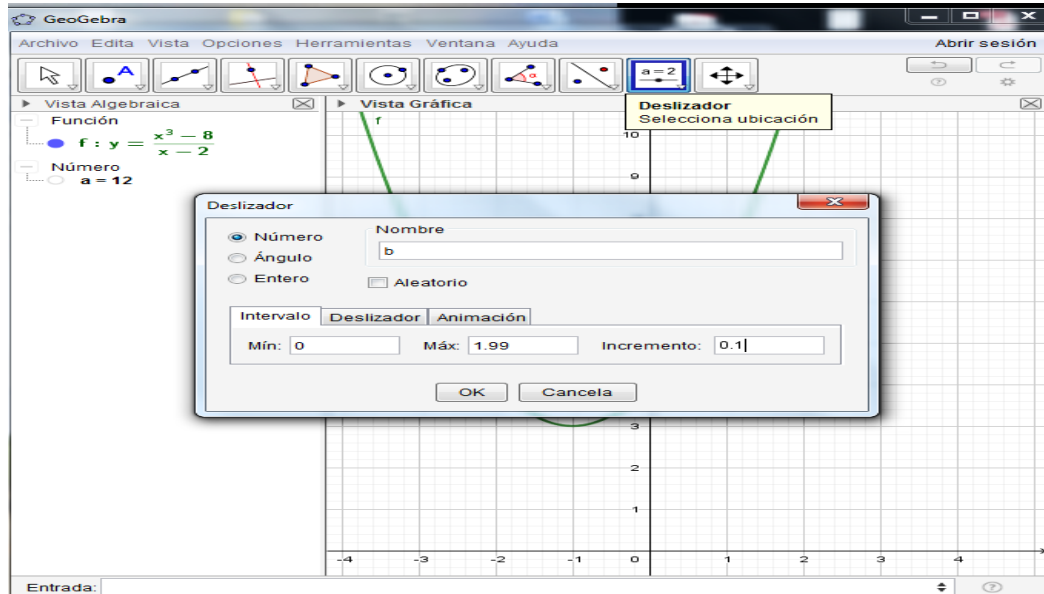 GeoGebra
Archivo Edita Vista Opciones Herramientas Ventana Ayuda
Abrir sesión
A
α
a = 2
Vista Algebraica
Vista Gráfica
Deslizador
Selecciona ubicación
Función
f : y = (x³ − 8)/(x − 2)
Número
a = 12
f
10
9
Deslizador
Número
Ángulo
Entero
Nombre
b
Aleatorio
Intervalo Deslizador Animación
Mín: 0 Máx: 1.99 Incremento: 0.1
OK Cancela
3
2
1
-4 -3 -2 -1 0 1 2 3 4
Entrada: